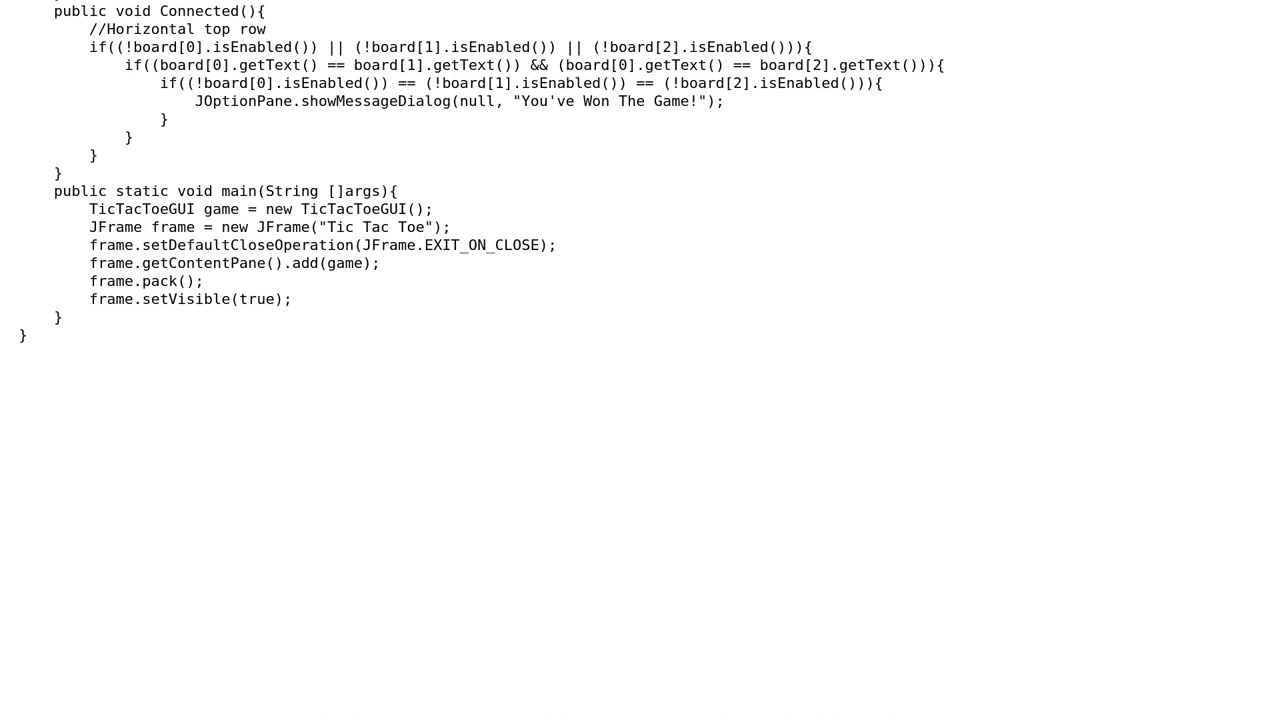 public void Connected(){
//Horizontal top row
if((!board[0].isEnabled()) || (!board[1].isEnabled()) || (!board[2].isEnabled())){
if((board[0].getText() == board[1].getText()) && (board[0].getText() == board[2].getText())){
if((!board[0].isEnabled()) == (!board[1].isEnabled()) == (!board[2].isEnabled())){
JOptionPane.showMessageDialog(null, "You've Won The Game!");
}
}
}
}
public static void main(String []args){
TicTacToeGUI game = new TicTacToeGUI();
JFrame frame = new JFrame("Tic Tac Toe");
frame.setDefaultCloseOperation(JFrame.EXIT_ON_CLOSE);
frame.getContentPane().add(game);
frame.pack();
frame.setVisible(true);
}
}